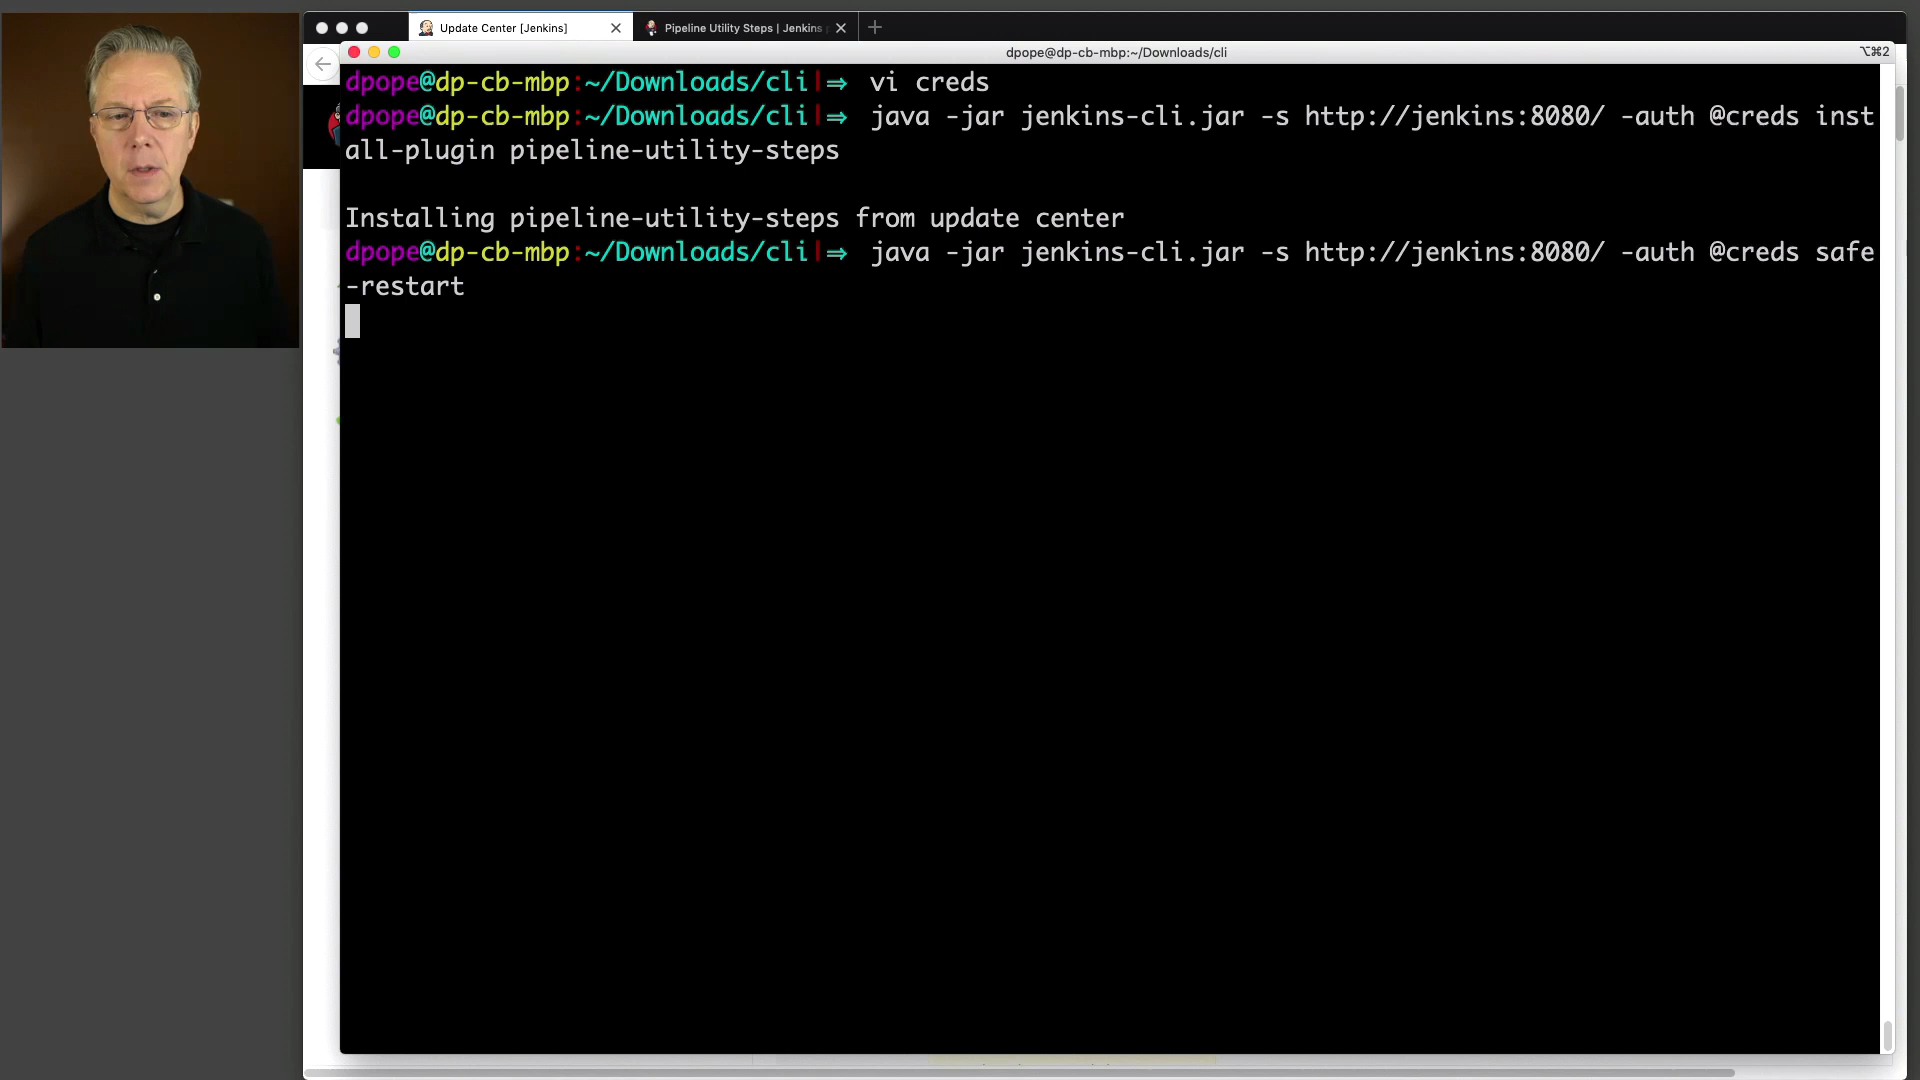 Update Center [Jenkins]
Pipeline Utility Steps | Jenkins
dpope@dp-cb-mbp:~/Downloads/cli
⌥⌘2
dpope@dp-cb-mbp:~/Downloads/cli|⇒ vi creds
dpope@dp-cb-mbp:~/Downloads/cli|⇒ java -jar jenkins-cli.jar -s http://jenkins:8080/ -auth @creds inst
all-plugin pipeline-utility-steps
Installing pipeline-utility-steps from update center
dpope@dp-cb-mbp:~/Downloads/cli|⇒ java -jar jenkins-cli.jar -s http://jenkins:8080/ -auth @creds safe
-restart